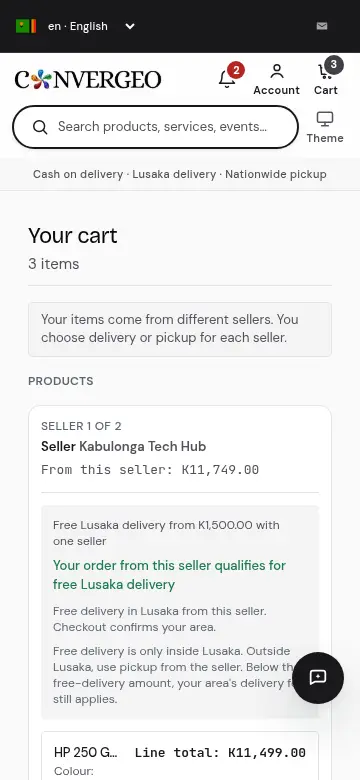 en · English
CONVERGEO
2
3
Account
Cart
Search products, services, events...
Theme
Cash on delivery · Lusaka delivery · Nationwide pickup
Your cart
3 items
Your items come from different sellers. You
choose delivery or pickup for each seller.
PRODUCTS
SELLER 1 OF 2
Seller Kabulonga Tech Hub
From this seller: K11,749.00
Free Lusaka delivery from K1,500.00 with
one seller
Your order from this seller qualifies for
free Lusaka delivery
Free delivery in Lusaka from this seller.
Checkout confirms your area.
Free delivery is only inside Lusaka. Outside
Lusaka, use pickup from the seller. Below
free-delivery amount, your area's delivery
still applies.
HP 250 G... Line total: K11,499.00
Colour: